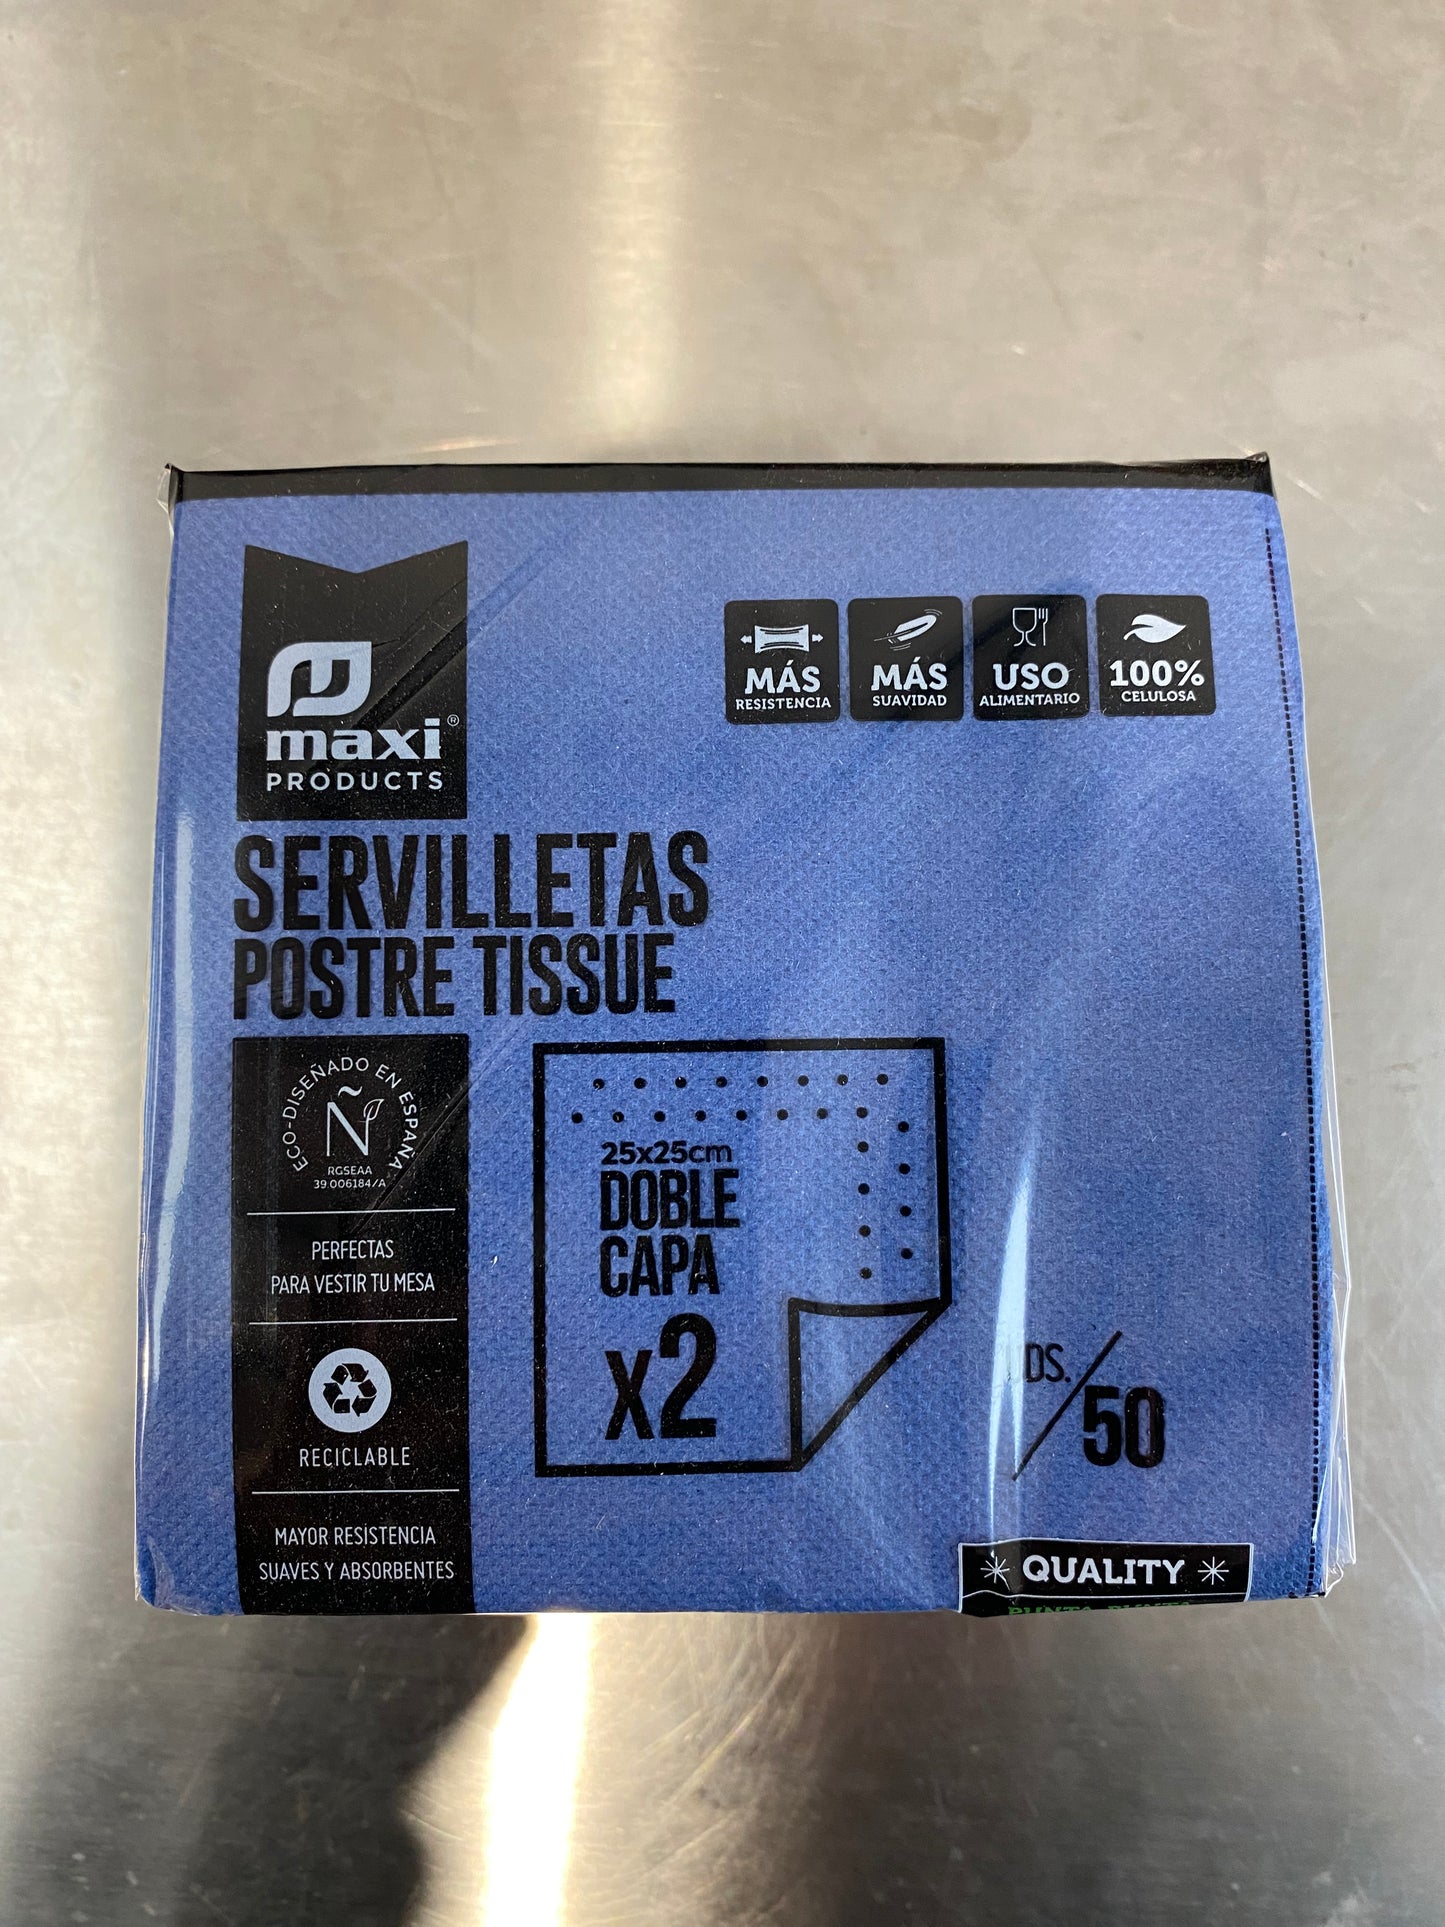 maxi®
PRODUCTS
MÁS
RESISTENCIA
MÁS
SUAVIDAD
USO
ALIMENTARIO
100%
CELULOSA
SERVILLETAS
POSTRE TISSUE
ECO-DISEÑADO EN ESPAÑA
Ñ
RGSEAA
39.006184/A
PERFECTAS
PARA VESTIR TU MESA
RECICLABLE
MAYOR RESISTENCIA
SUAVES Y ABSORBENTES
25x25cm
DOBLE
CAPA
x2
UDS./50
QUALITY